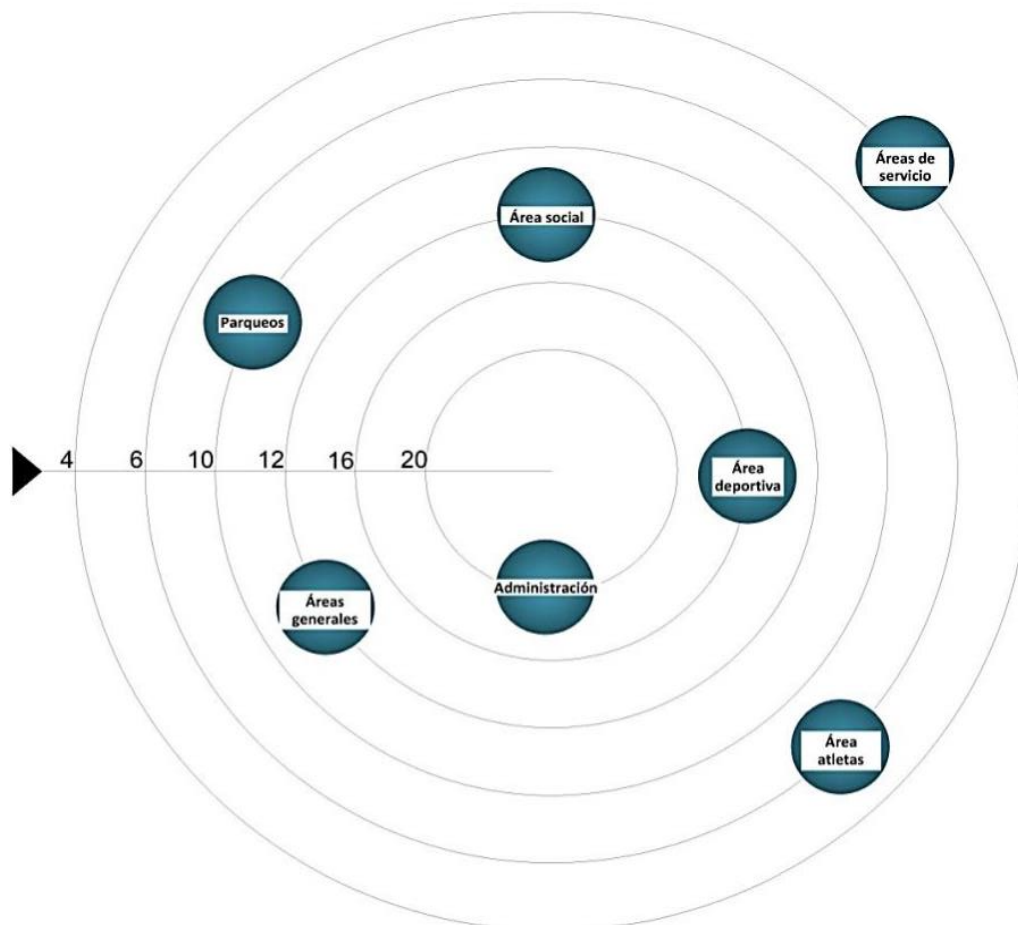 Áreas de
servicio
Área social
Parqueos
4 6 10 12 16 20
Área
deportiva
Administración
Áreas
generales
Área
atletas